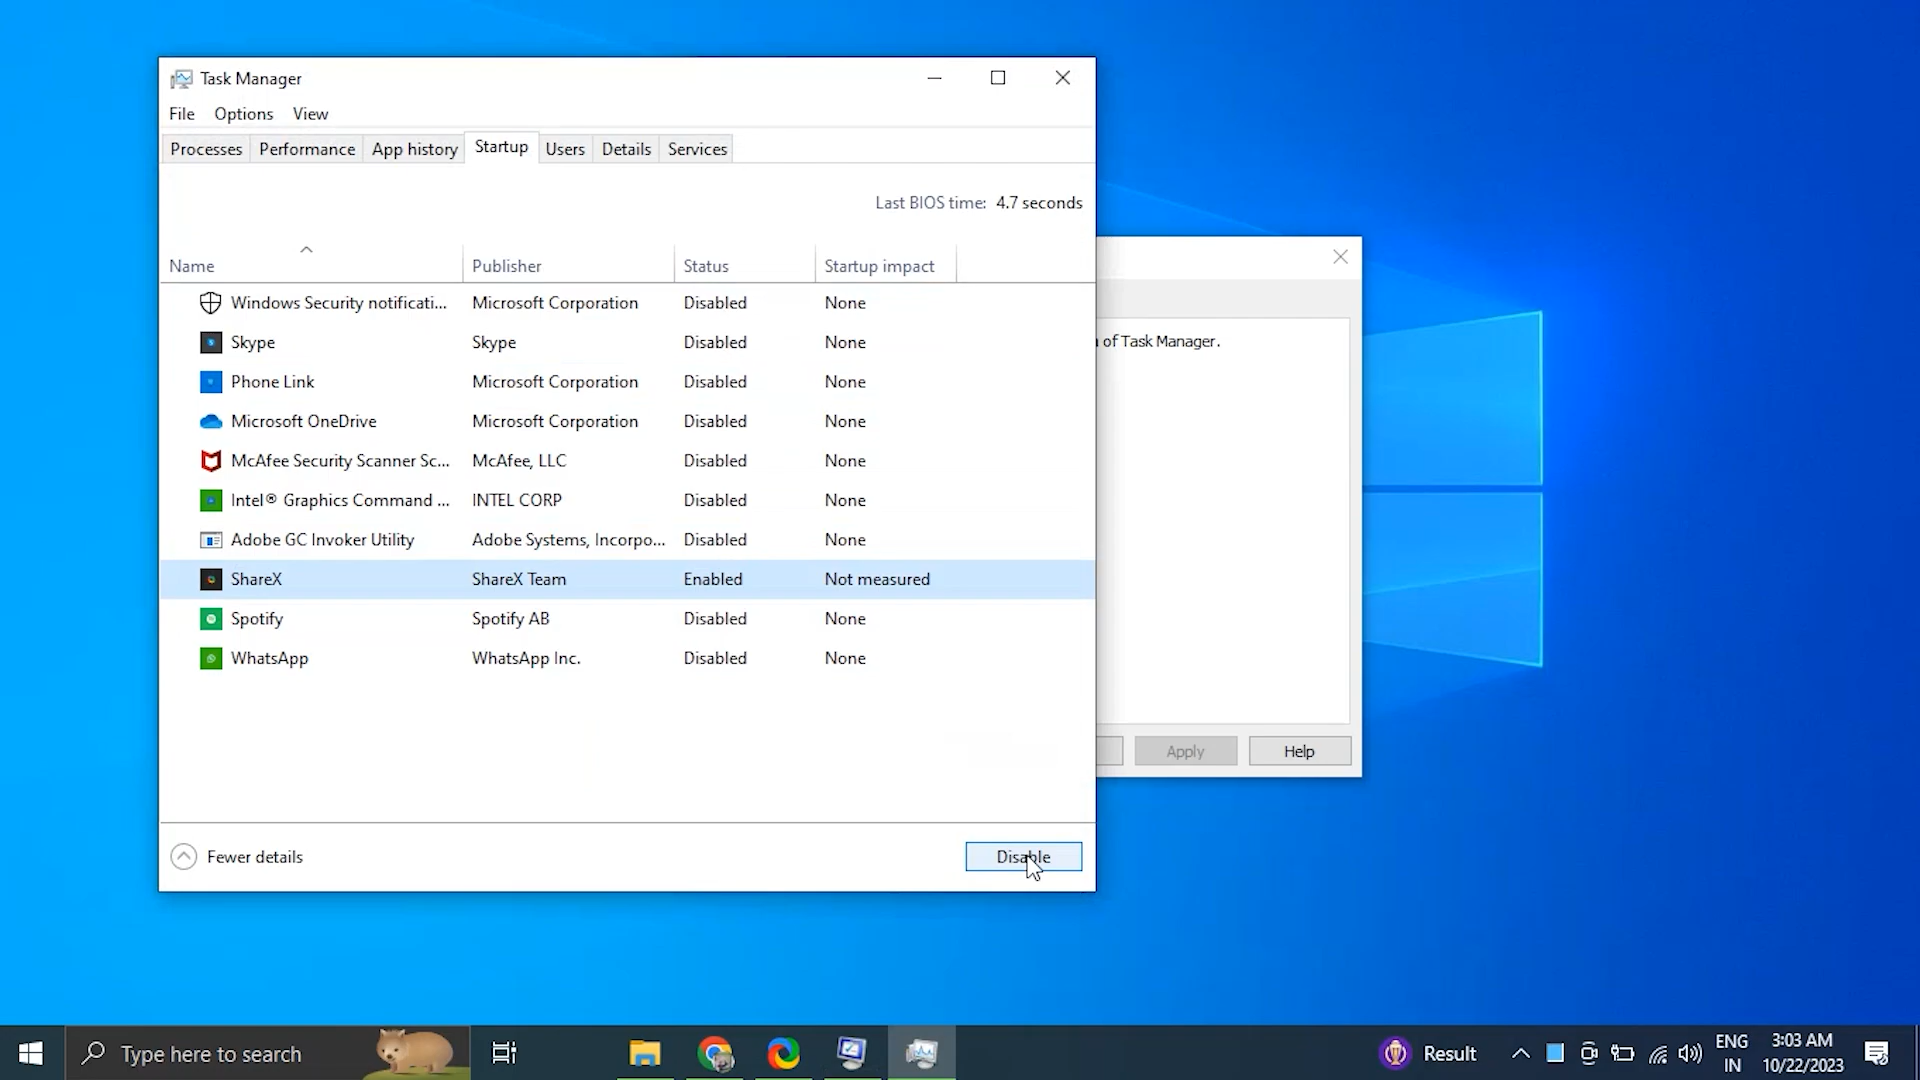 Task Manager
File Options View
Processes Performance App history Startup Users Details Services
Last BIOS time: 4.7 seconds
Name Publisher Status Startup impact
Windows Security notificati... Microsoft Corporation Disabled None
Skype Skype Disabled None
Phone Link Microsoft Corporation Disabled None
Microsoft OneDrive Microsoft Corporation Disabled None
McAfee Security Scanner Sc... McAfee, LLC Disabled None
Intel® Graphics Command ... INTEL CORP Disabled None
Adobe GC Invoker Utility Adobe Systems, Incorpo... Disabled None
ShareX ShareX Team Enabled Not measured
Spotify Spotify AB Disabled None
WhatsApp WhatsApp Inc. Disabled None
Fewer details Disable
of Task Manager.
Apply Help
Type here to search
Result
ENG
IN
3:03 AM
10/22/2023